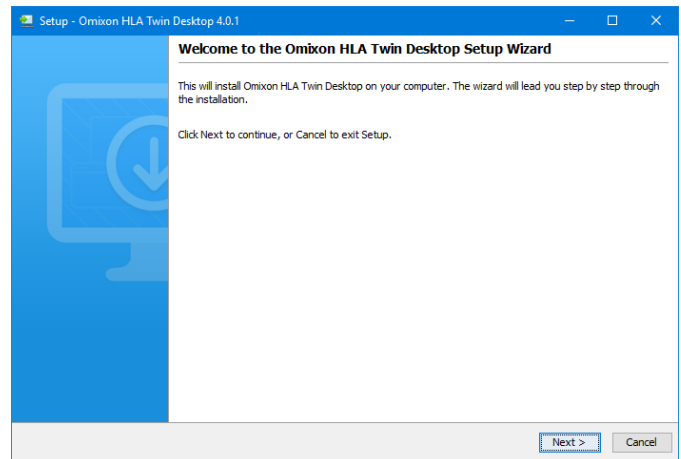 Setup - Omixon HLA Twin Desktop 4.0.1
Welcome to the Omixon HLA Twin Desktop Setup Wizard
This will install Omixon HLA Twin Desktop on your computer. The wizard will lead you step by step through
the installation.
Click Next to continue, or Cancel to exit Setup.
Next >
Cancel